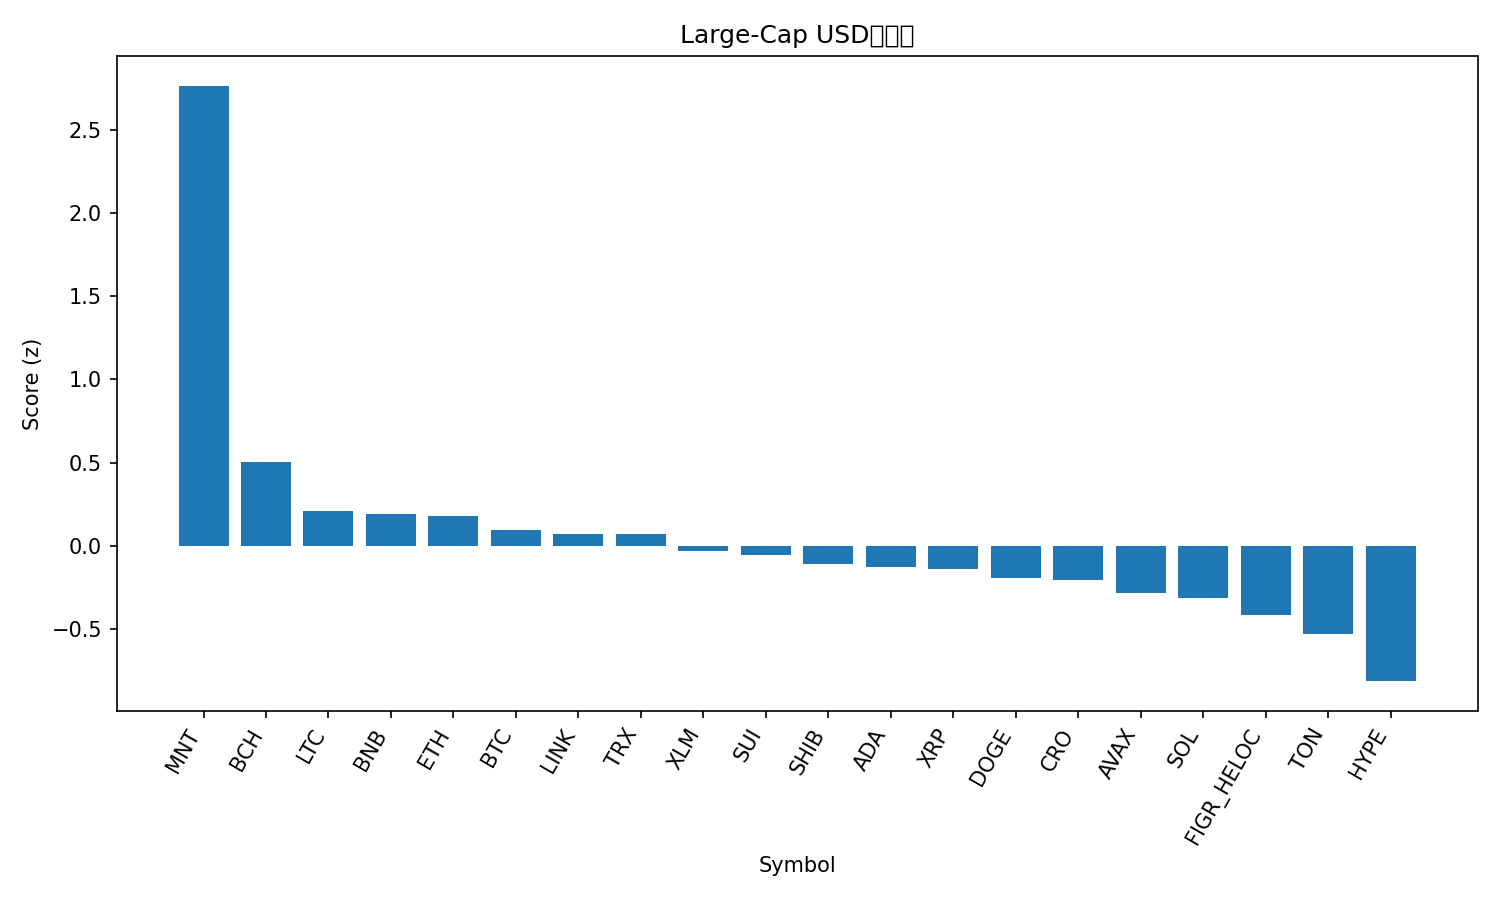 Large-Cap USD
Score (z)
2.5
2.0
1.5
1.0
0.5
0.0
−0.5
MNT
BCH
LTC
BNB
ETH
BTC
LINK
TRX
XLM
SUI
SHIB
ADA
XRP
DOGE
CRO
AVAX
SOL
FIGR_HELOC
TON
HYPE
Symbol